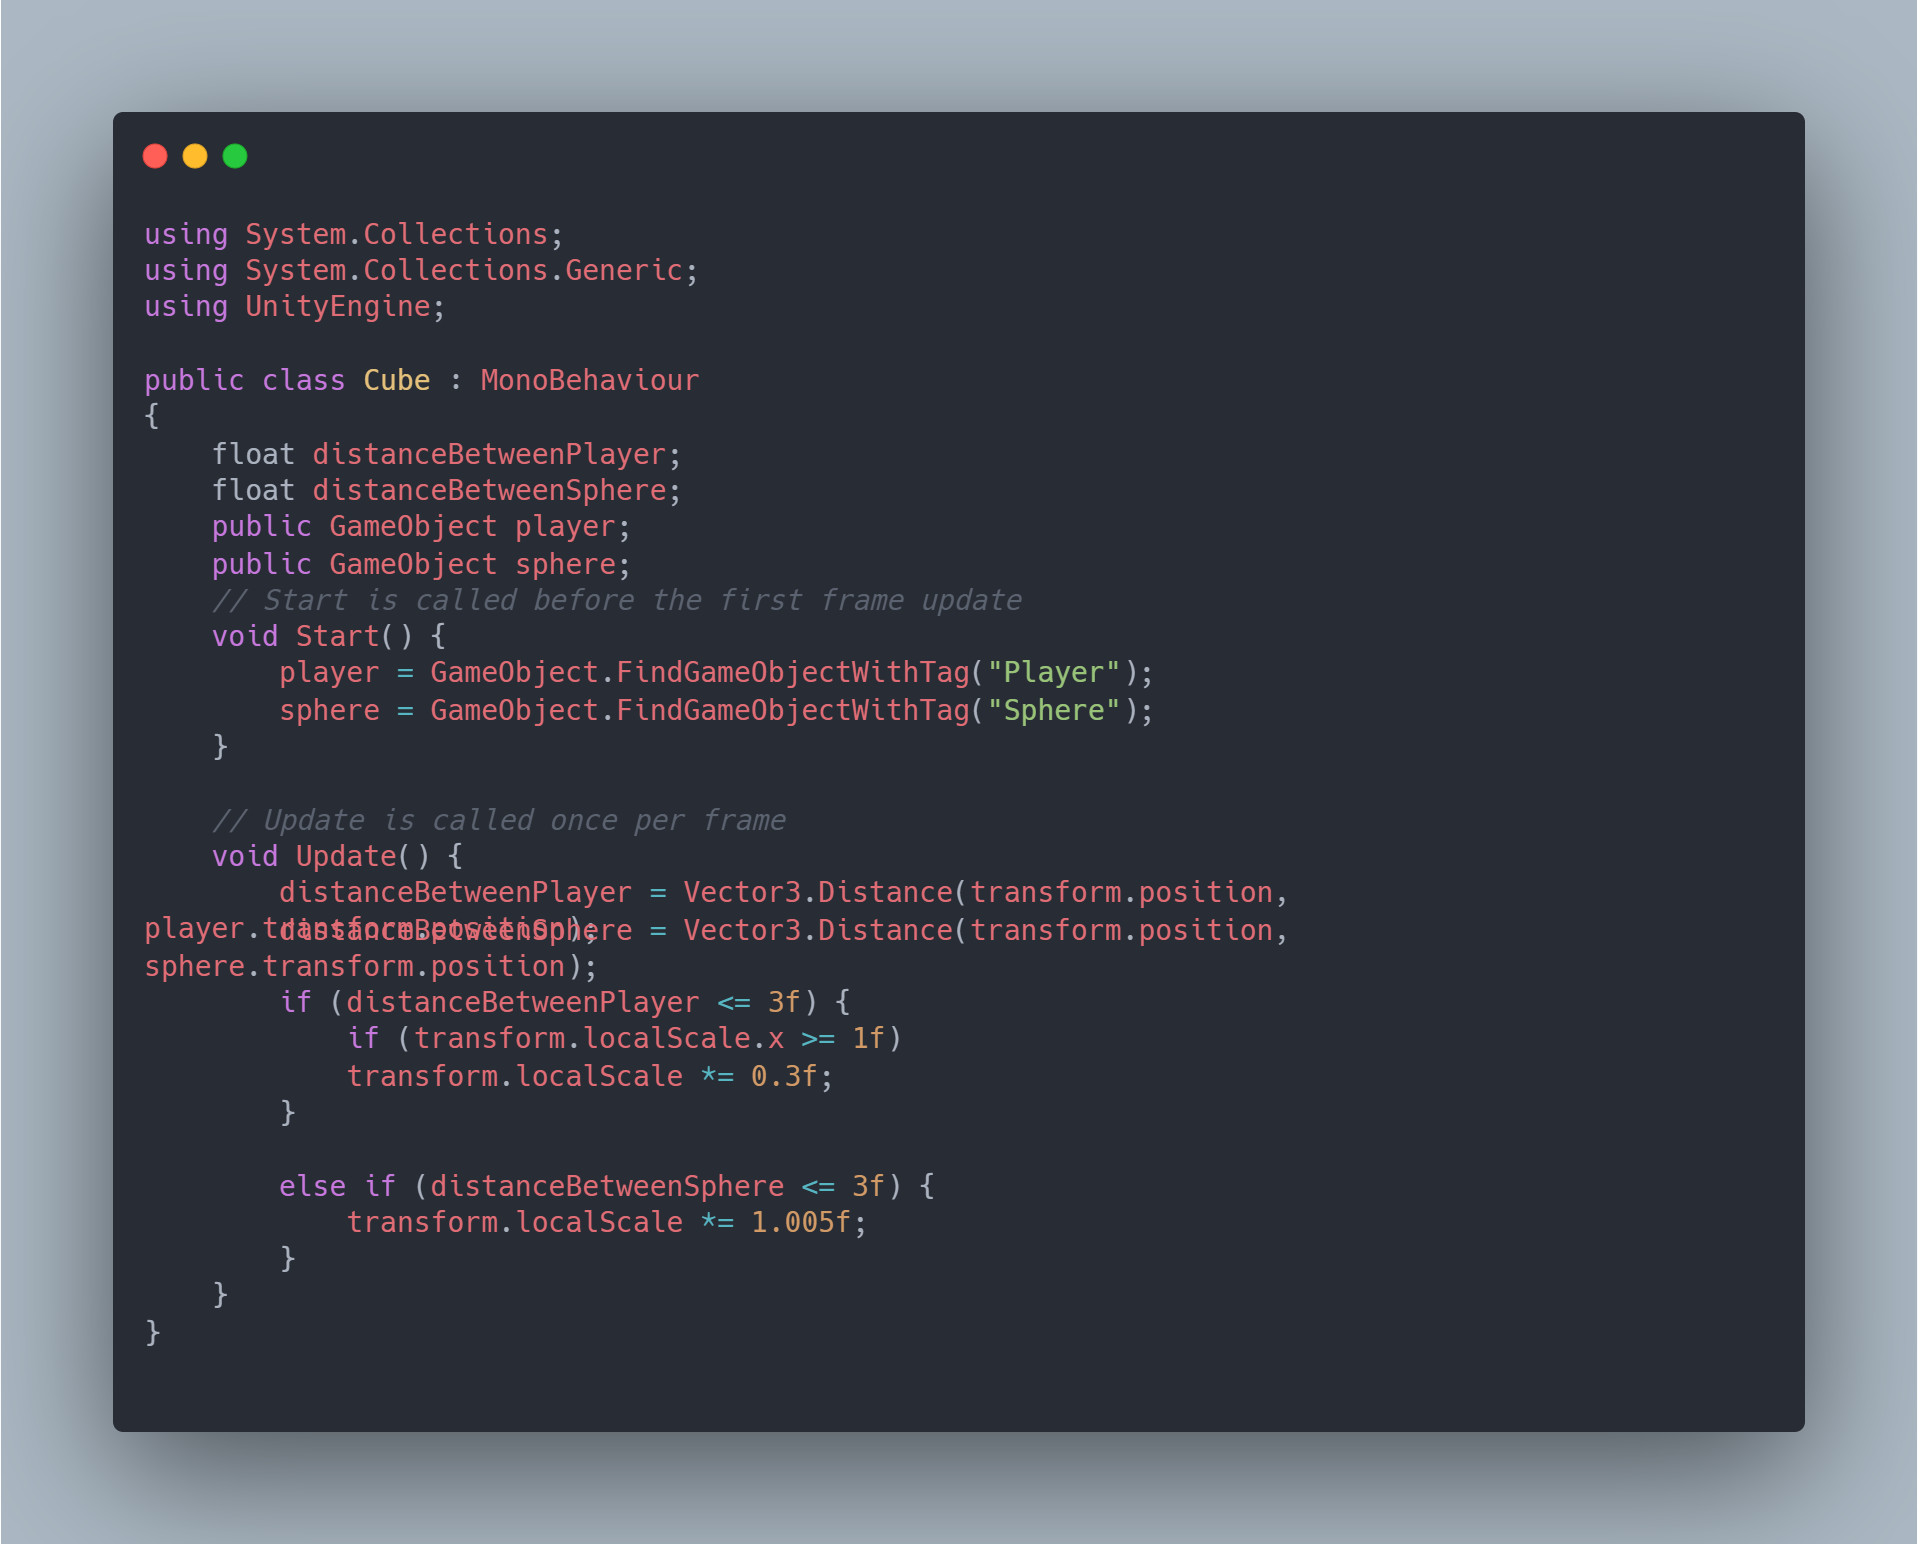 using System.Collections;
using System.Collections.Generic;
using UnityEngine;

public class Cube : MonoBehaviour
{
    float distanceBetweenPlayer;
    float distanceBetweenSphere;
    public GameObject player;
    public GameObject sphere;
    // Start is called before the first frame update
    void Start() {
        player = GameObject.FindGameObjectWithTag("Player");
        sphere = GameObject.FindGameObjectWithTag("Sphere");
    }

    // Update is called once per frame
    void Update() {
        distanceBetweenPlayer = Vector3.Distance(transform.position,
player.transform.position);
        distanceBetweenSphere = Vector3.Distance(transform.position,
sphere.transform.position);
        if (distanceBetweenPlayer <= 3f) {
            if (transform.localScale.x >= 1f)
            transform.localScale *= 0.3f;
        }

        else if (distanceBetweenSphere <= 3f) {
            transform.localScale *= 1.005f;
        }
    }
}